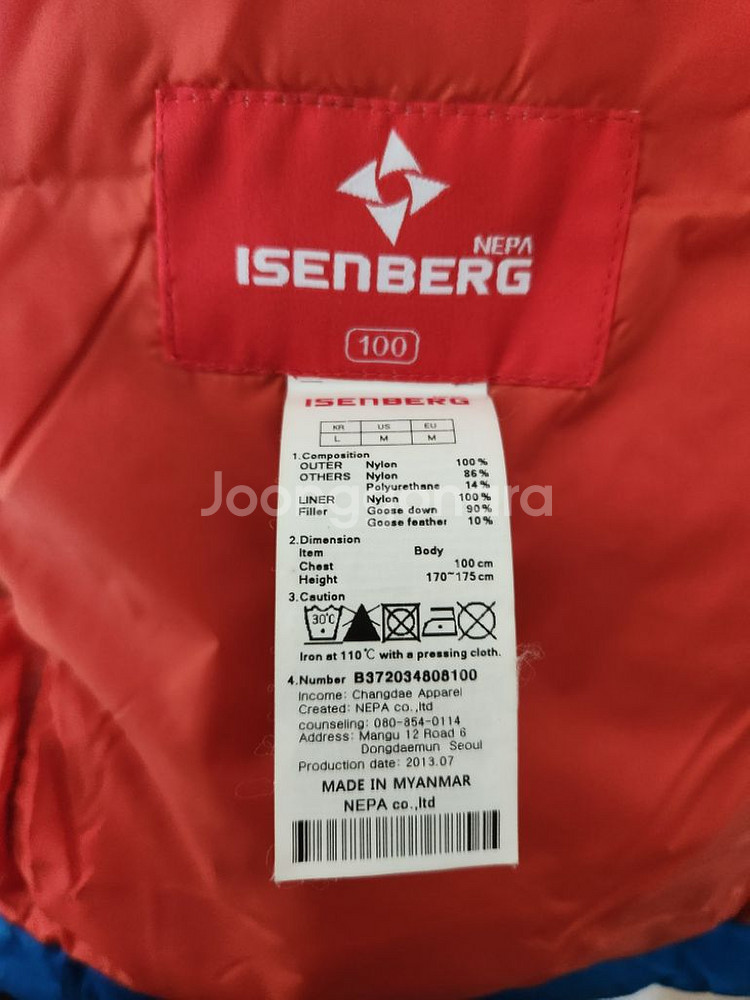 NEPA
ISENBERG
100
ISENBERG
KR US EU
L M M
1.Composition
OUTER Nylon 100%
OTHERS Nylon 86%
Polyurethane 14%
LINER Nylon 100%
Filler Goose down 90%
Goose feather 10%
Joonggonara
2.Dimension
Item Body
Chest 100cm
Height 170~175cm
3.Caution
30℃
Iron at 110℃ with a pressing cloth.
4.Number B372034808100
Income: Changdae Apparel
Created: NEPA co.,ltd
counseling: 080-854-0114
Address: Mangu 12 Road 6
Dongdaemun Seoul
Production date: 2013.07
MADE IN MYANMAR
NEPA co.,ltd